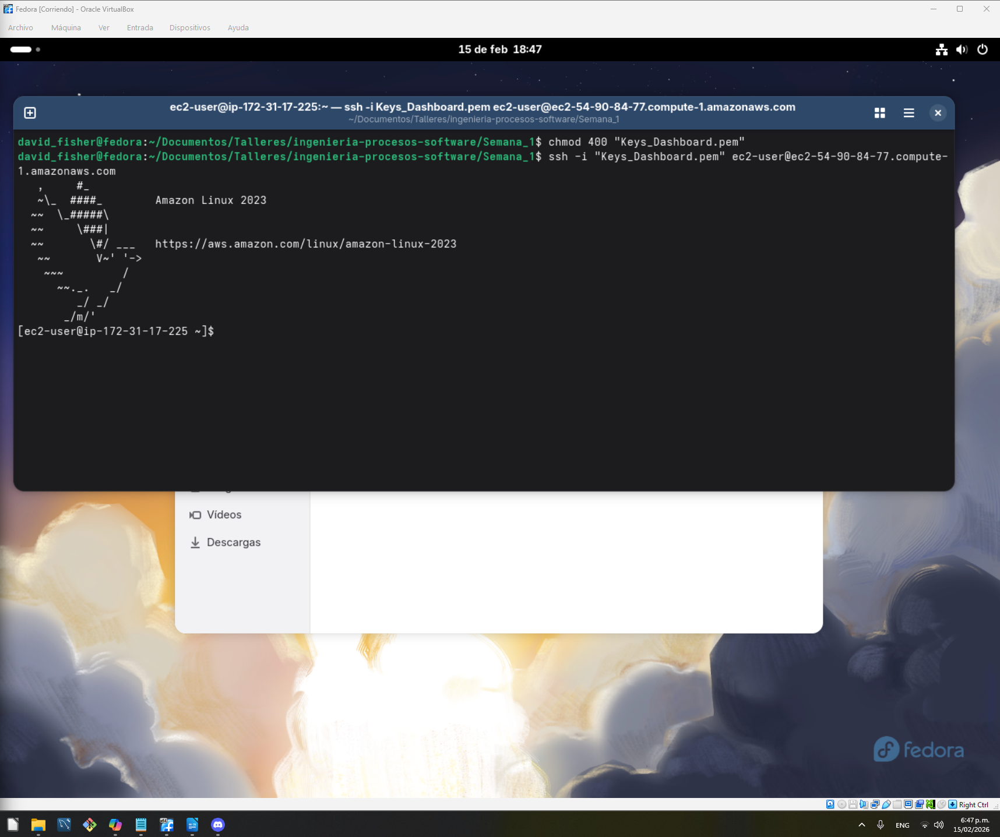 Fedora [Corriendo] - Oracle VirtualBox
Archivo Máquina Ver Entrada Dispositivos Ayuda
15 de feb 18:47
ec2-user@ip-172-31-17-225:~ — ssh -i Keys_Dashboard.pem ec2-user@ec2-54-90-84-77.compute-1.amazonaws.com
~/Documentos/Talleres/ingenieria-procesos-software/Semana_1
david_fisher@fedora:~/Documentos/Talleres/ingenieria-procesos-software/Semana_1$ chmod 400 "Keys_Dashboard.pem"
david_fisher@fedora:~/Documentos/Talleres/ingenieria-procesos-software/Semana_1$ ssh -i "Keys_Dashboard.pem" ec2-user@ec2-54-90-84-77.compute-
1.amazonaws.com
   ,     #_
   ~\_  ####_        Amazon Linux 2023
  ~~  \_#####\
  ~~     \###|
  ~~       \#/ ___   https://aws.amazon.com/linux/amazon-linux-2023
   ~~       V~' '->
    ~~~         /
      ~~._.   _/
         _/ _/
       _/m/'
[ec2-user@ip-172-31-17-225 ~]$
Vídeos
Descargas
fedora
Right Ctrl
ENG
6:47 p.m.
15/02/2026